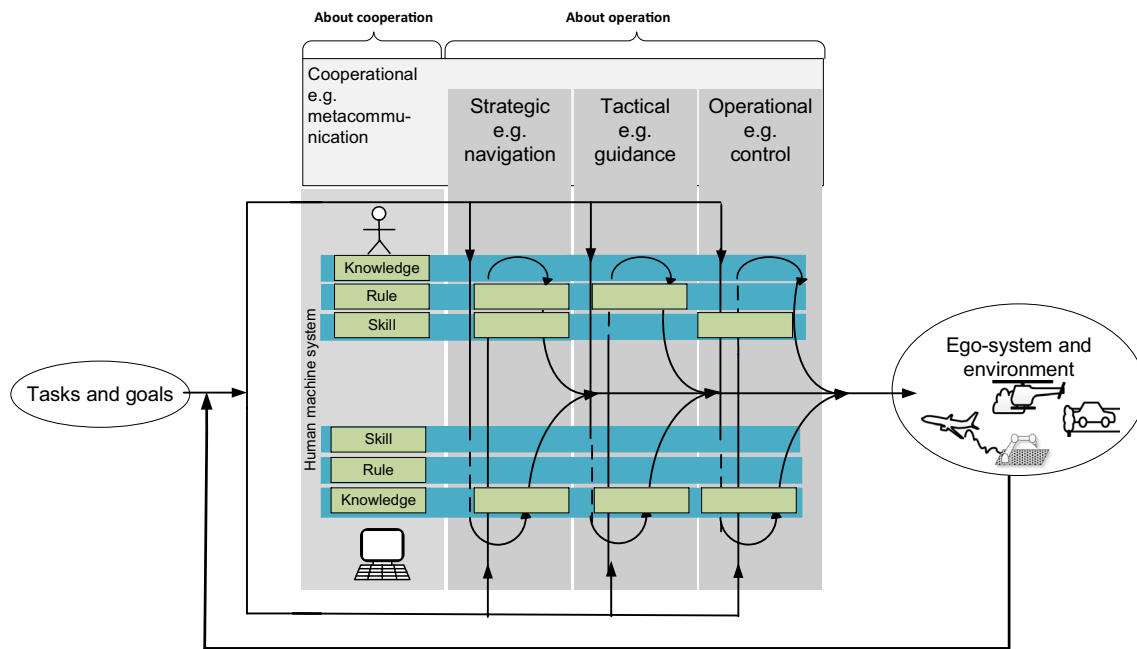 About cooperation
About operation
Cooperational
e.g.
metacommu-
nication
Strategic
e.g.
navigation
Tactical
e.g.
guidance
Operational
e.g.
control
Knowledge
Rule
Skill
Human machine system
Tasks and goals
Ego-system and
environment
Skill
Rule
Knowledge